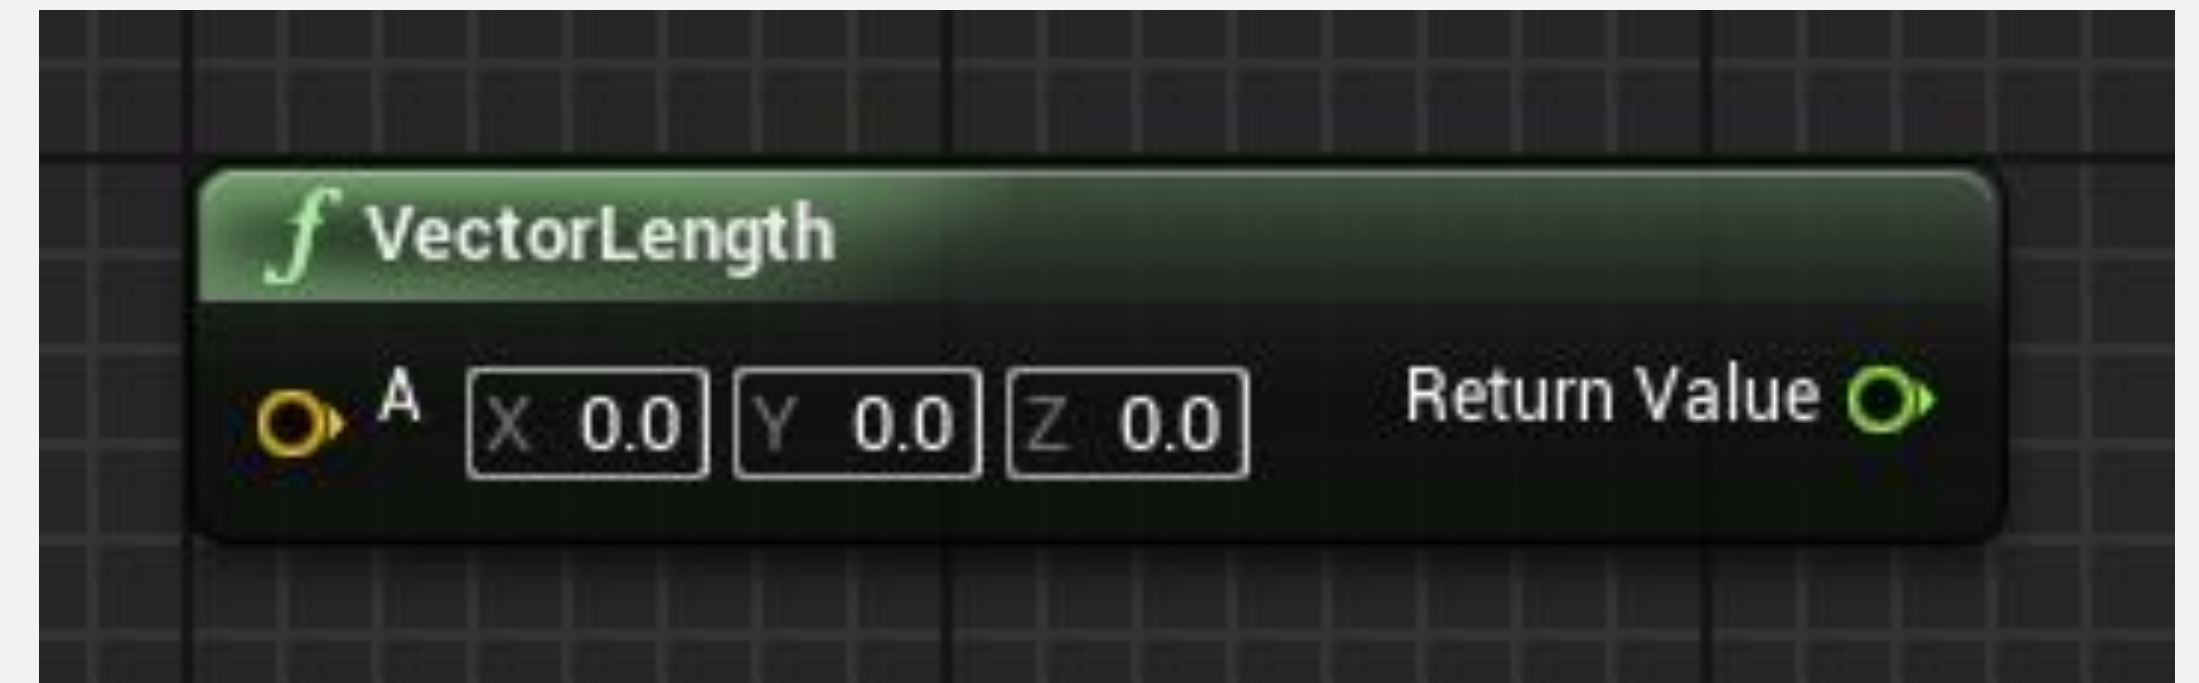 f VectorLength
A X 0.0 Y 0.0 Z 0.0 Return Value